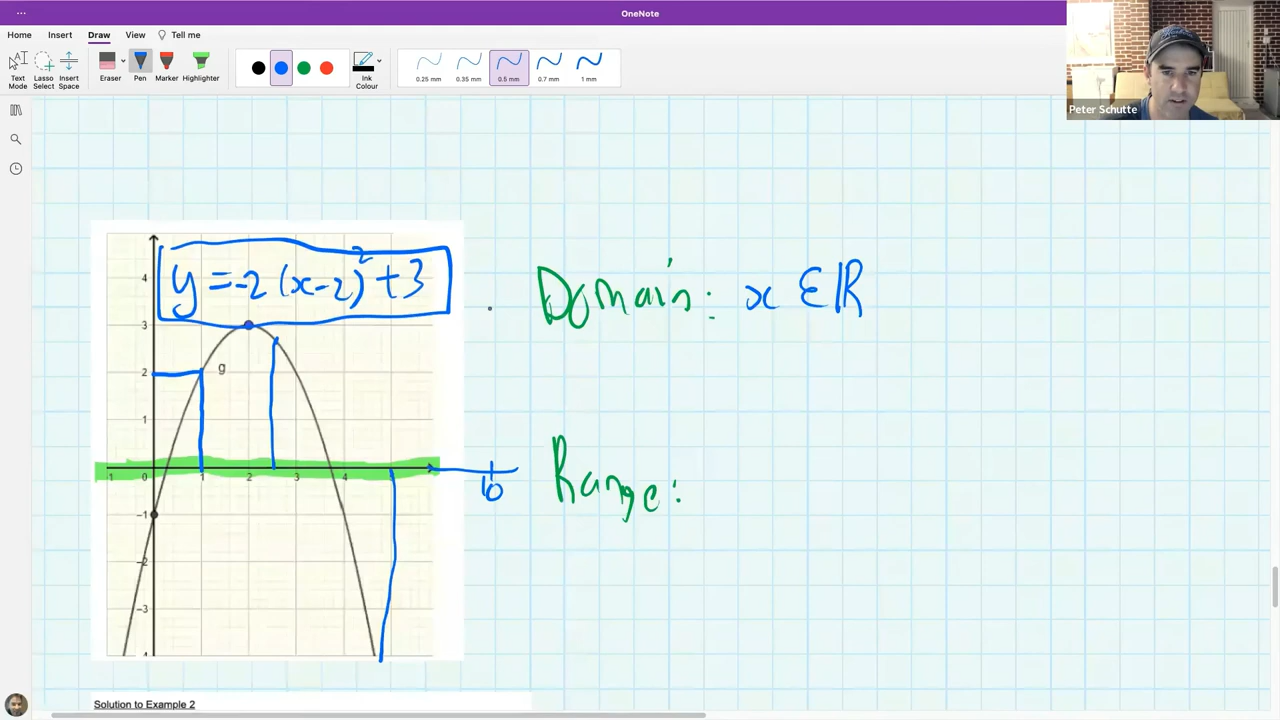 OneNote
Home Insert Draw View Tell me
Text Mode
Lasso Select
Insert Space
Eraser
Pen
Marker
Highlighter
Ink Colour
0.25 mm
0.35 mm
0.5 mm
0.7 mm
1 mm
Peter Schutte
y = -2(x-2)² + 3
Domain: x ∈ ℝ
g
4
3
2
1
1 0 1 2 3 4
10
-1
-2
-3
Range:
Solution to Example 2